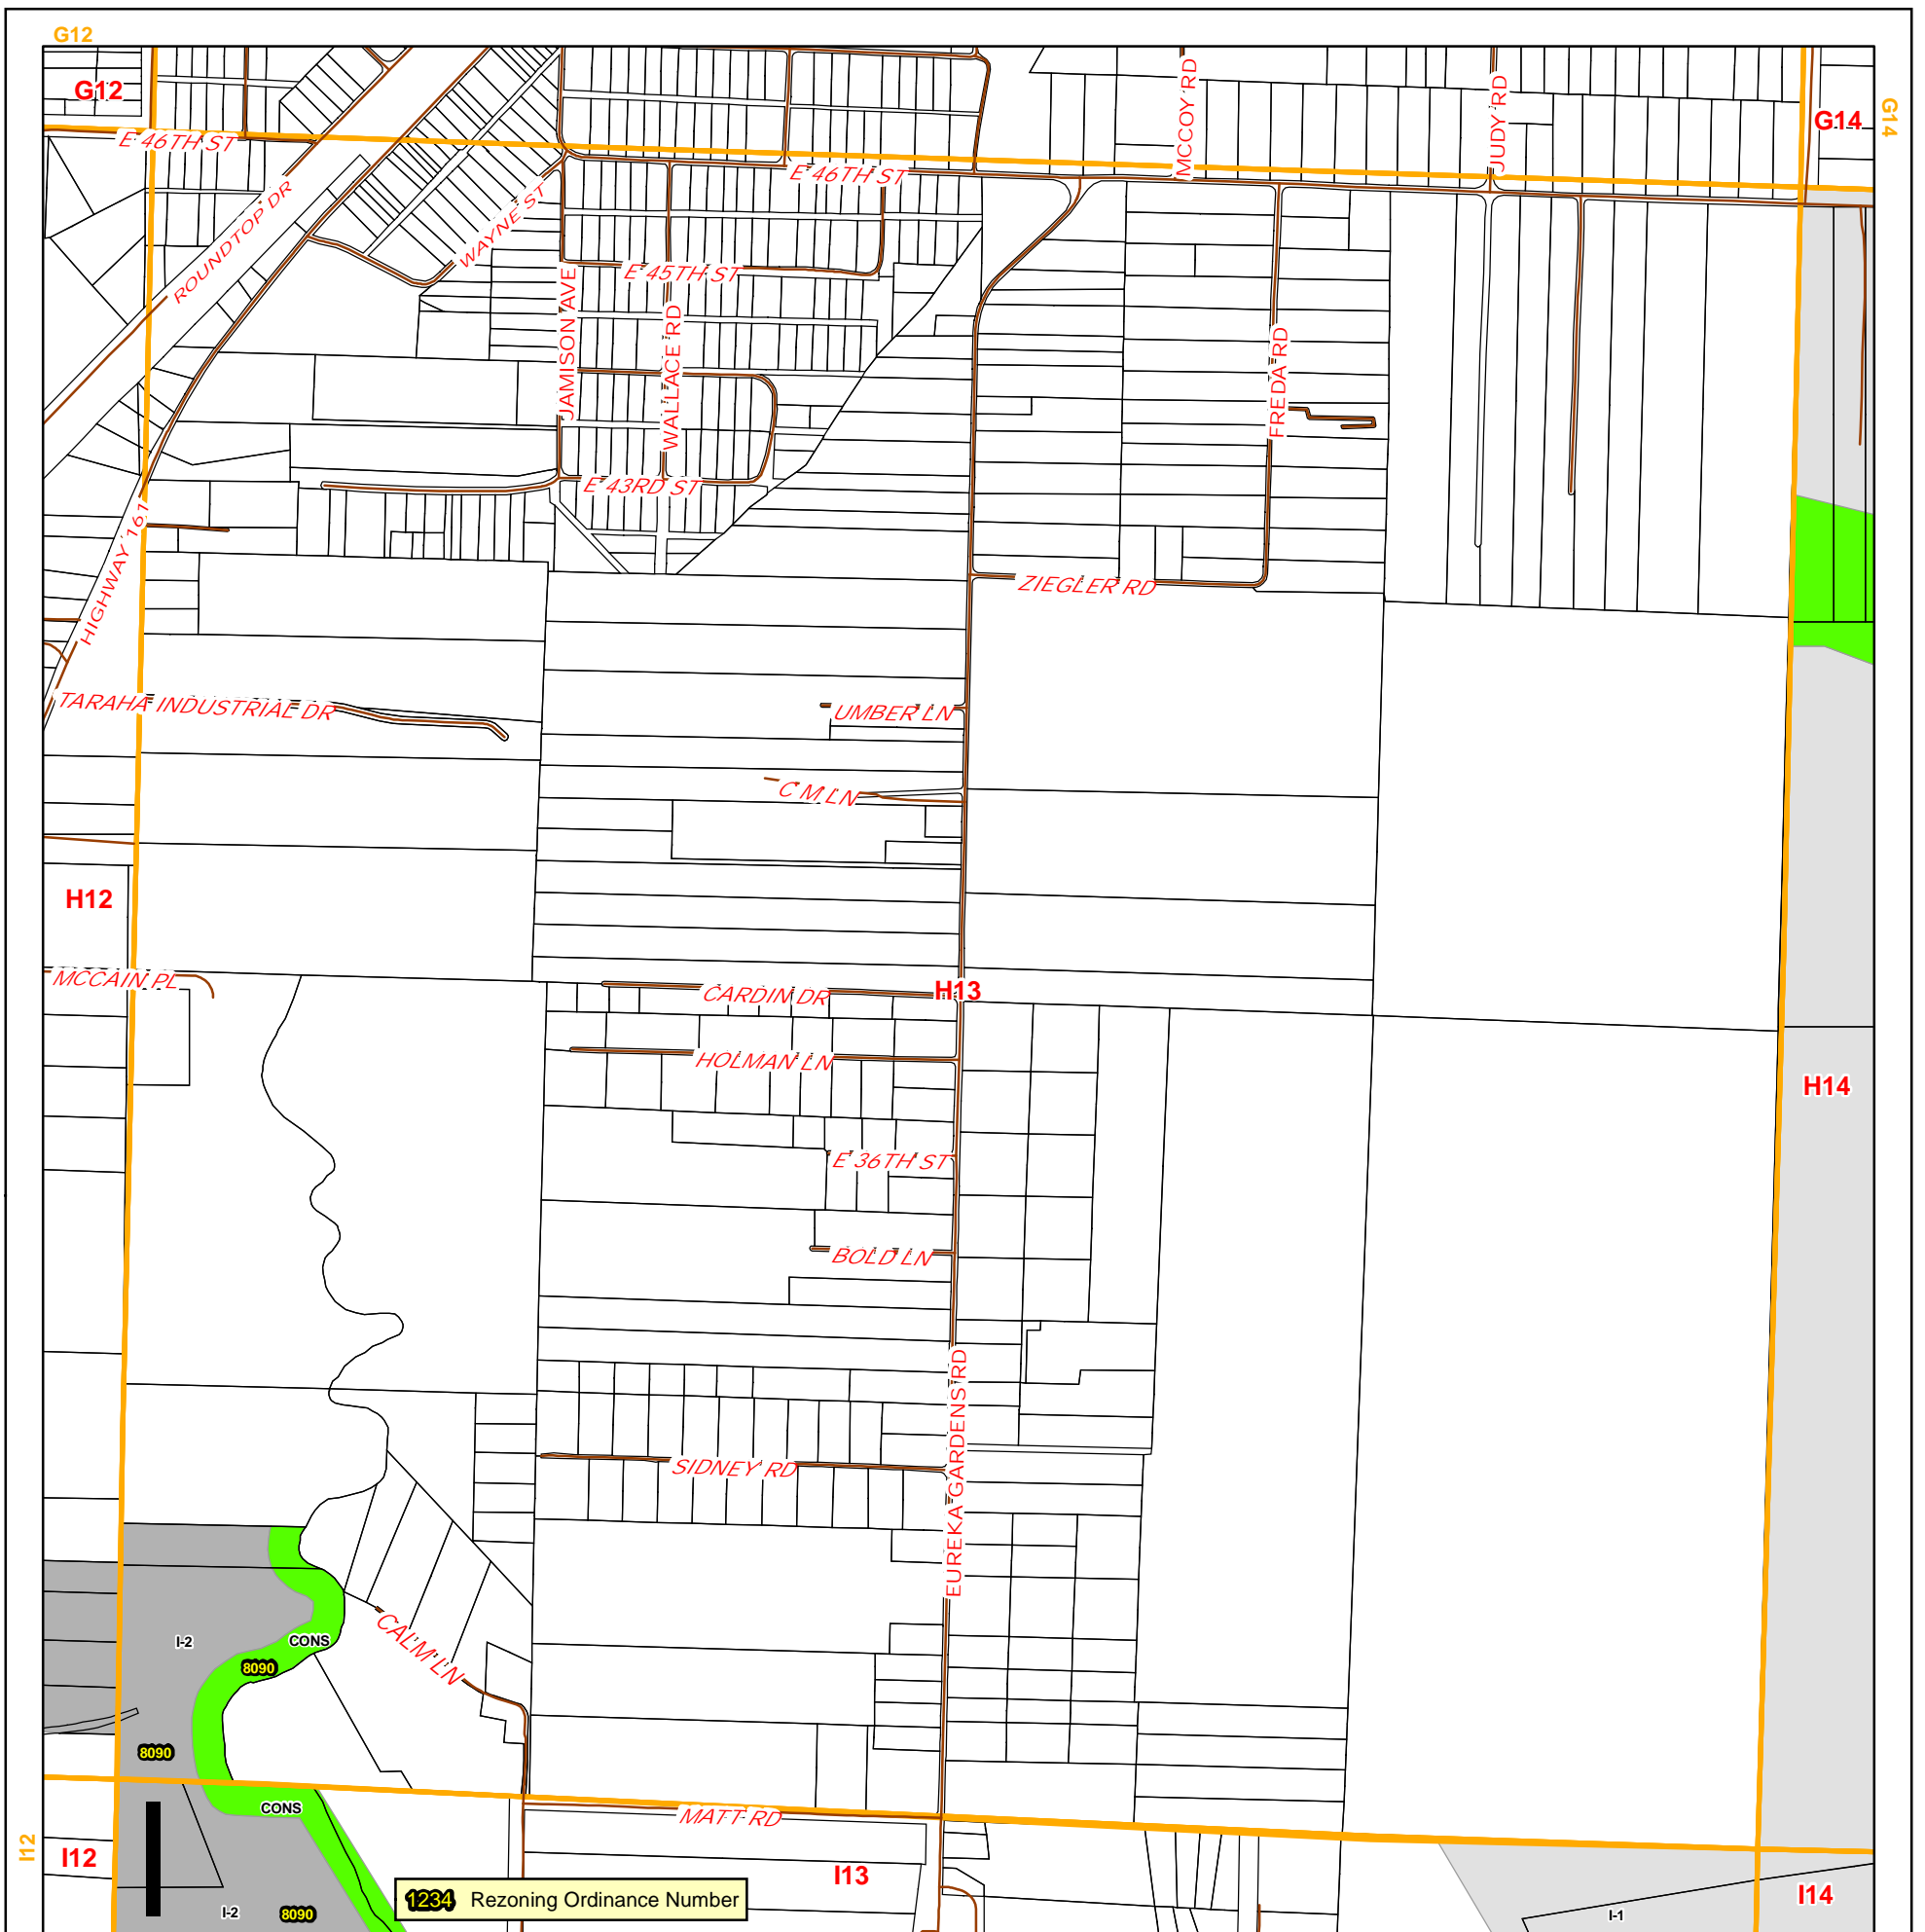 G12
G12
MCCOY RD
JUDY RD
G14
G14
E 46TH ST
E 46TH ST
ROUNDTOP DR
WAYNE ST
E 45TH ST
JAMISON AVE
WALLACE RD
FREDA RD
E 43RD ST
HIGHWAY 161
ZIEGLER RD
TARAHA INDUSTRIAL DR
UMBER LN
C M LN
H12
MCCAIN PL
CARDIN DR
H13
HOLMAN LN
H14
E 36TH ST
BOLD LN
EUREKA GARDENS RD
SIDNEY RD
I-2
CONS
CALM LN
8090
8090
CONS
MATT RD
I12
I12
I13
I14
1234 Rezoning Ordinance Number
I-2
8090
I-1